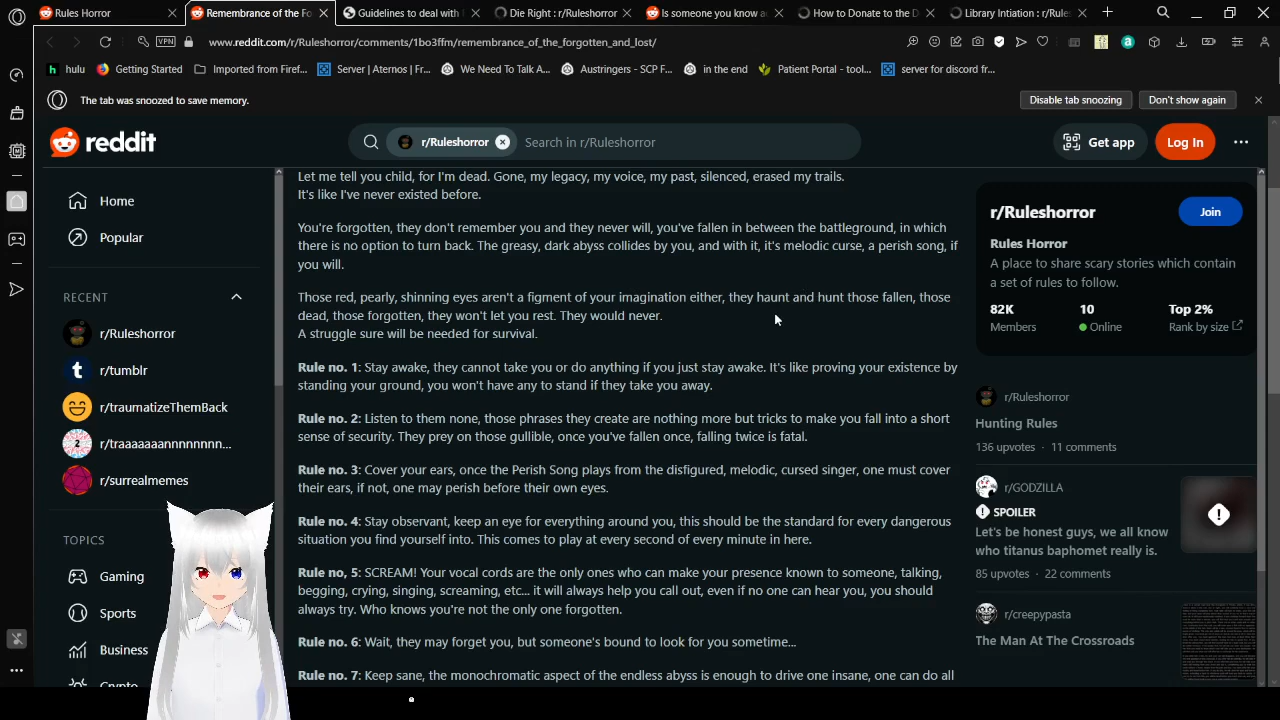 Rules Horror
Remembrance of the Fo
Guidelines to deal with
Die Right : r/Ruleshorror
Is someone you know a
How to Donate to the D
Library Intiation : r/Rules
VPN
www.reddit.com/r/Ruleshorror/comments/1bo3ffm/remembrance_of_the_forgotten_and_lost/
hulu
Getting Started
Imported from Firef...
Server | Aternos | Fr...
We Need To Talk A...
Austringers - SCP F...
in the end
Patient Portal - tool...
server for discord fr...
The tab was snoozed to save memory.
Disable tab snoozing
Don't show again
reddit
r/Ruleshorror
Search in r/Ruleshorror
Get app
Log In
Home
Popular
RECENT
r/Ruleshorror
r/tumblr
r/traumatizeThemBack
r/traaaaaaannnnnnnn...
r/surrealmemes
TOPICS
Gaming
Sports
Business
Let me tell you child, for I'm dead. Gone, my legacy, my voice, my past, silenced, erased my trails.
It's like I've never existed before.
You're forgotten, they don't remember you and they never will, you've fallen in between the battleground, in which
there is no option to turn back. The greasy, dark abyss collides by you, and with it, it's melodic curse, a perish song, if
you will.
Those red, pearly, shinning eyes aren't a figment of your imagination either, they haunt and hunt those fallen, those
dead, those forgotten, they won't let you rest. They would never.
A struggle sure will be needed for survival.
Rule no. 1: Stay awake, they cannot take you or do anything if you just stay awake. It's like proving your existence by
standing your ground, you won't have any to stand if they take you away.
Rule no. 2: Listen to them none, those phrases they create are nothing more but tricks to make you fall into a short
sense of security. They prey on those gullible, once you've fallen once, falling twice is fatal.
Rule no. 3: Cover your ears, once the Perish Song plays from the disfigured, melodic, cursed singer, one must cover
their ears, if not, one may perish before their own eyes.
Rule no. 4: Stay observant, keep an eye for everything around you, this should be the standard for every dangerous
situation you find yourself into. This comes to play at every second of every minute in here.
Rule no, 5: SCREAM! Your vocal cords are the only ones who can make your presence known to someone, talking,
begging, crying, singing, screaming, etc... it will always help you call out, even if no one can hear you, you should
always try. Who knows you're not the only one forgotten.
they may forgot
bound to look for you sometime...
endless abyss is enough to
insane, one can do all
r/Ruleshorror
Join
Rules Horror
A place to share scary stories which contain
a set of rules to follow.
82K
Members
10
Online
Top 2%
Rank by size
r/Ruleshorror
Hunting Rules
136 upvotes · 11 comments
r/GODZILLA
SPOILER
Let's be honest guys, we all know
who titanus baphomet really is.
85 upvotes · 22 comments
r/creepypasta
Man At The Crossroads